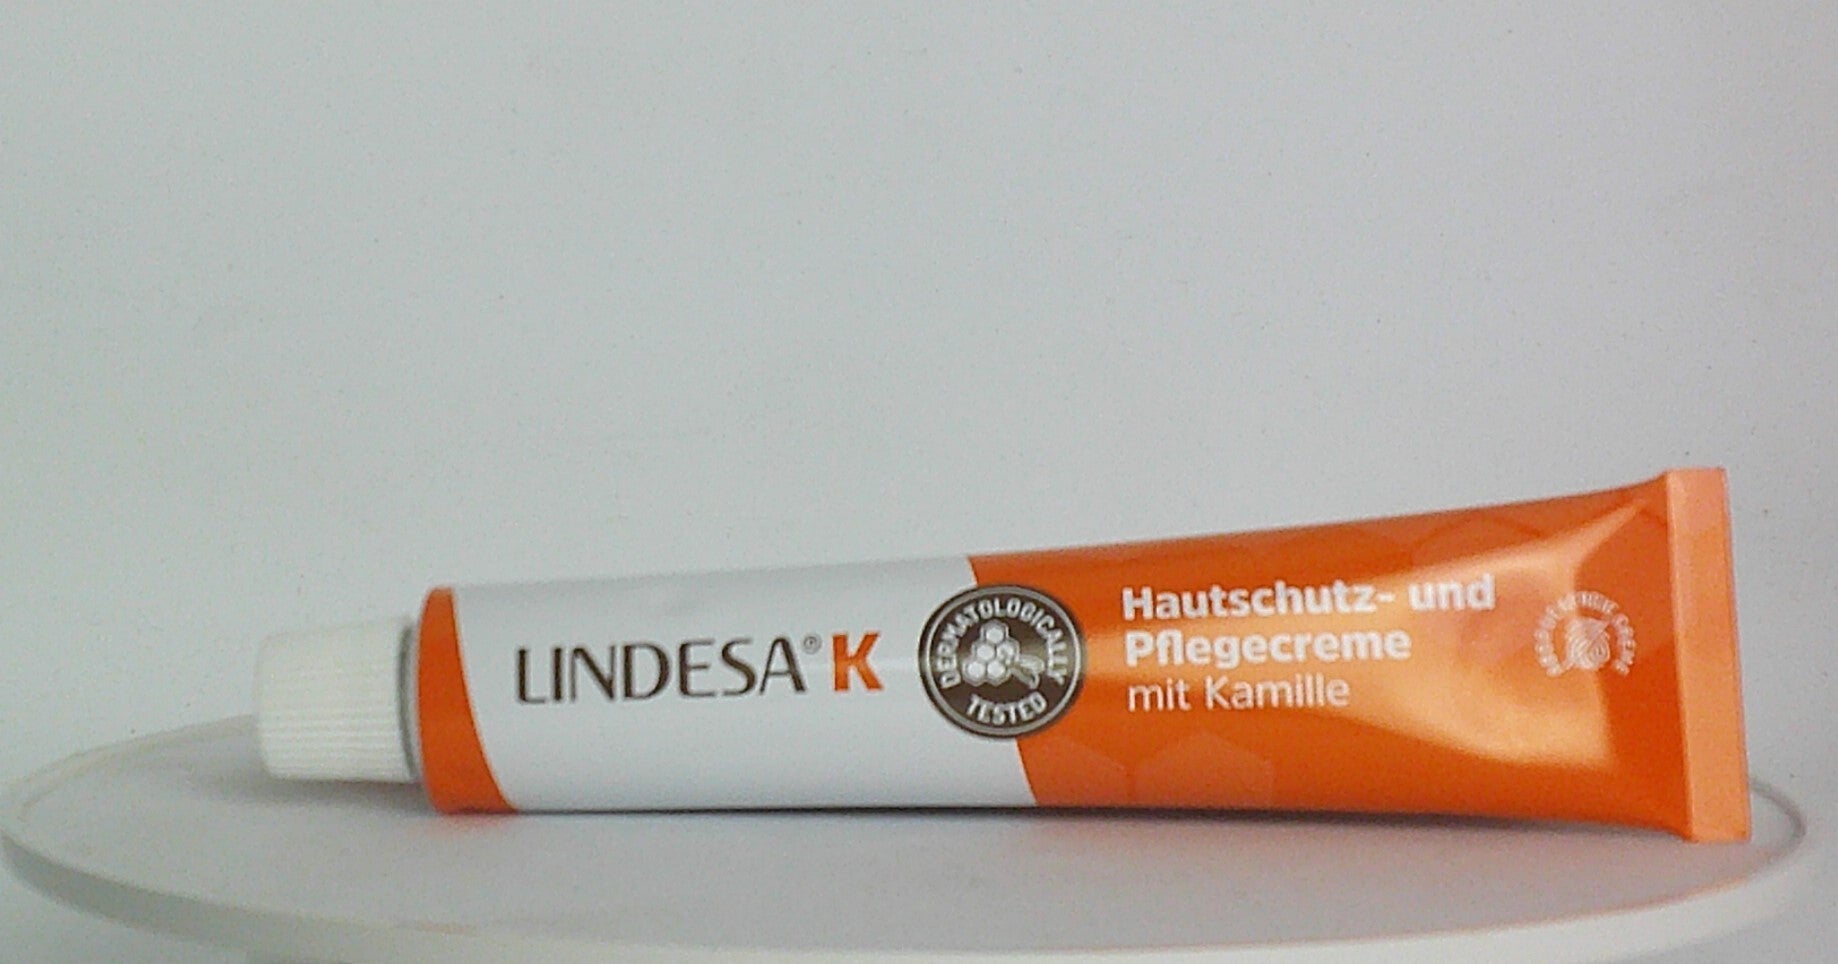 LINDESA® K
DERMATOLOGICALLY
TESTED
Hautschutz- und
Pflegecreme
mit Kamille